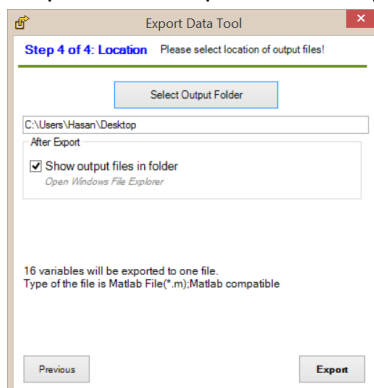 Export Data Tool
Step 4 of 4: Location Please select location of output files!
Select Output Folder
C:\Users\Hasan\Desktop
After Export
Show output files in folder
Open Windows File Explorer
16 variables will be exported to one file.
Type of the file is Matlab File(*.m);Matlab compatible
Previous Export